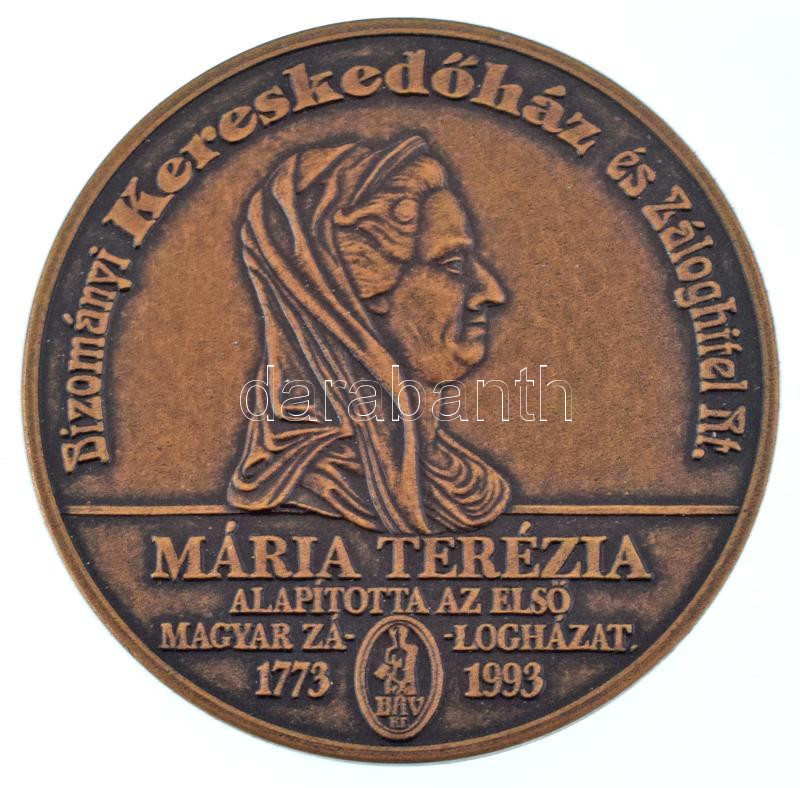 Bizományi Kereskedőház és Záloghitel Rt.
darabanth
MÁRIA TERÉZIA
ALAPÍTOTTA AZ ELSŐ
MAGYAR ZÁ- -LOGHÁZAT.
1773 1993
BÁV
RT.